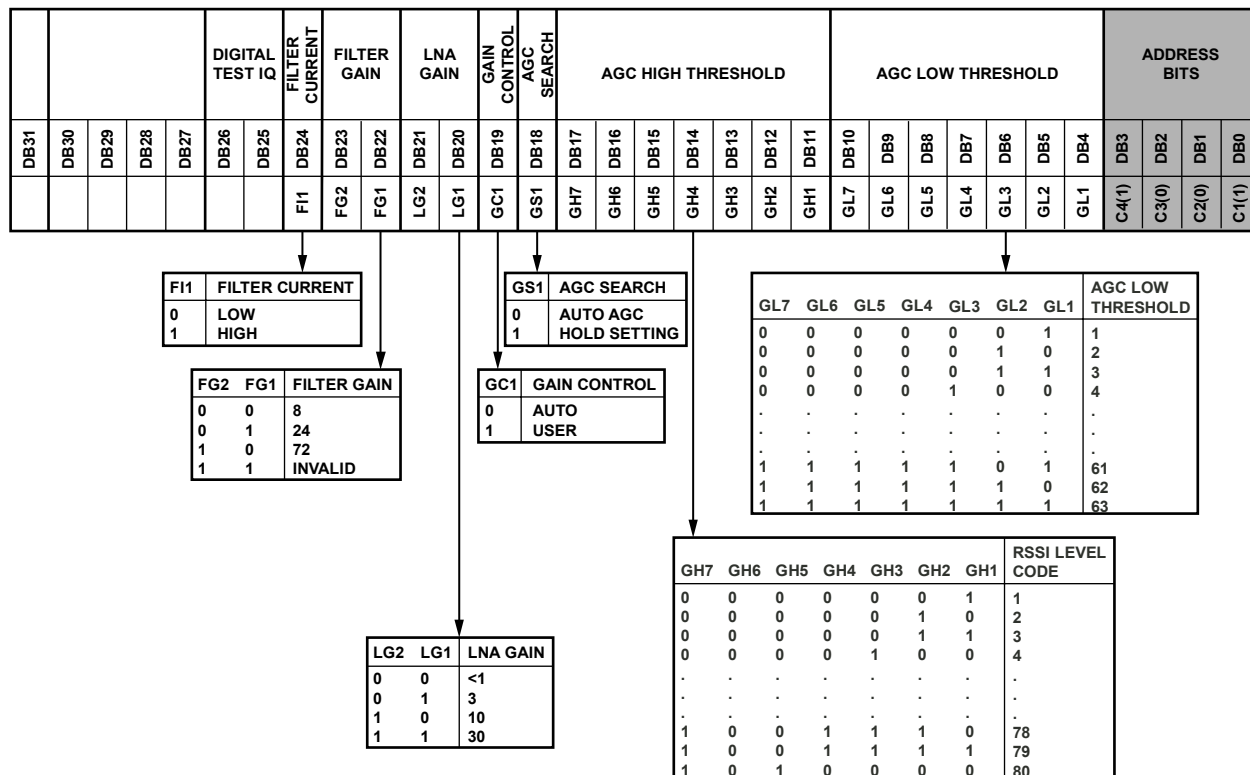 DIGITAL TEST IQ
FILTER CURRENT
FILTER GAIN
LNA GAIN
GAIN CONTROL
AGC SEARCH
AGC HIGH THRESHOLD
AGC LOW THRESHOLD
ADDRESS BITS
DB31 DB30 DB29 DB28 DB27 DB26 DB25 DB24 DB23 DB22 DB21 DB20 DB19 DB18 DB17 DB16 DB15 DB14 DB13 DB12 DB11 DB10 DB9 DB8 DB7 DB6 DB5 DB4 DB3 DB2 DB1 DB0
FI1 FG2 FG1 LG2 LG1 GC1 GS1 GH7 GH6 GH5 GH4 GH3 GH2 GH1 GL7 GL6 GL5 GL4 GL3 GL2 GL1 C4(1) C3(0) C2(0) C1(1)
FI1 FILTER CURRENT
0 LOW
1 HIGH
GS1 AGC SEARCH
0 AUTO AGC
1 HOLD SETTING
GL7 GL6 GL5 GL4 GL3 GL2 GL1 AGC LOW THRESHOLD
0 0 0 0 0 0 1 1
0 0 0 0 0 1 0 2
0 0 0 0 0 1 1 3
0 0 0 0 1 0 0 4
. . . . . . . .
. . . . . . . .
. . . . . . . .
1 1 1 1 1 0 1 61
1 1 1 1 1 1 0 62
1 1 1 1 1 1 1 63
FG2 FG1 FILTER GAIN
0 0 8
0 1 24
1 0 72
1 1 INVALID
GC1 GAIN CONTROL
0 AUTO
1 USER
GH7 GH6 GH5 GH4 GH3 GH2 GH1 RSSI LEVEL CODE
0 0 0 0 0 0 1 1
0 0 0 0 0 1 0 2
0 0 0 0 0 1 1 3
0 0 0 0 1 0 0 4
. . . . . . . .
. . . . . . . .
. . . . . . . .
1 0 0 1 1 1 0 78
1 0 0 1 1 1 1 79
1 0 1 0 0 0 0 80
LG2 LG1 LNA GAIN
0 0 <1
0 1 3
1 0 10
1 1 30